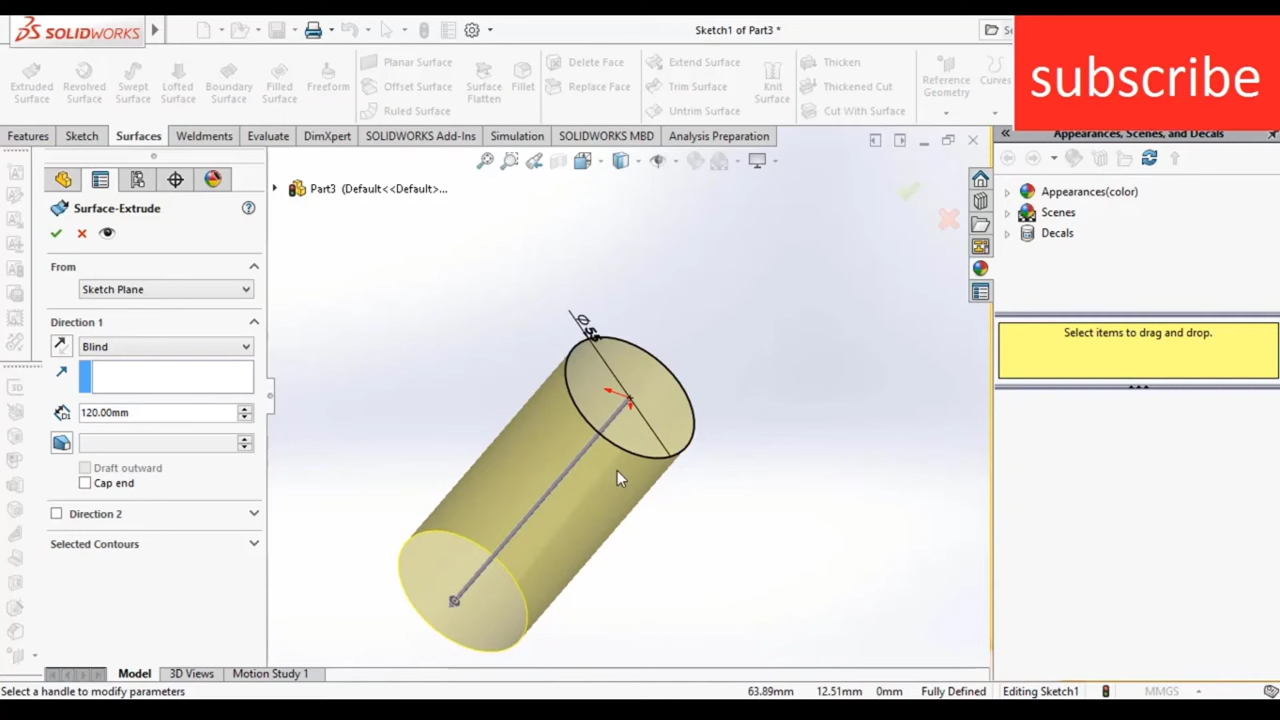 SOLIDWORKS
Sketch1 of Part3 *
subscribe
Extruded Surface
Revolved Surface
Swept Surface
Lofted Surface
Boundary Surface
Filled Surface
Freeform
Planar Surface
Offset Surface
Ruled Surface
Surface Flatten
Fillet
Delete Face
Replace Face
Extend Surface
Trim Surface
Untrim Surface
Knit Surface
Thicken
Thickened Cut
Cut With Surface
Reference Geometry
Curves
Features
Sketch
Surfaces
Weldments
Evaluate
DimXpert
SOLIDWORKS Add-Ins
Simulation
SOLIDWORKS MBD
Analysis Preparation
Appearances, Scenes, and Decals
Part3 (Default<<Default>...
Surface-Extrude
From
Sketch Plane
Direction 1
Blind
120.00mm
Draft outward
Cap end
Direction 2
Selected Contours
Ø 55
Appearances(color)
Scenes
Decals
Select items to drag and drop.
Model
3D Views
Motion Study 1
Select a handle to modify parameters
63.89mm
12.51mm
0mm
Fully Defined
Editing Sketch1
MMGS